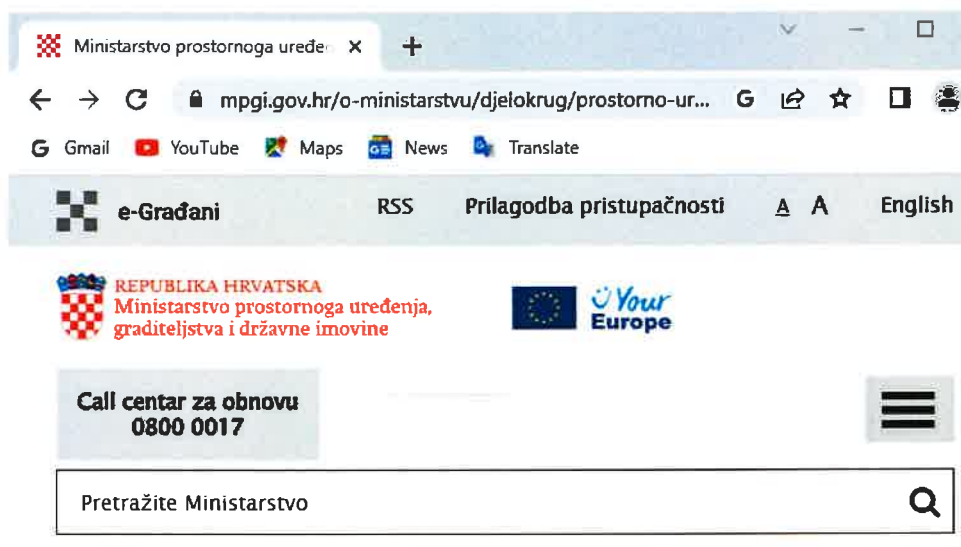 Ministarstvo prostornoga uređe
mpgi.gov.hr/o-ministarstvu/djelokrug/prostorno-ur...
G
G Gmail YouTube Maps News Translate
e-Građani RSS Prilagodba pristupačnosti A A English
REPUBLIKA HRVATSKA
Ministarstvo prostornoga uređenja,
graditeljstva i državne imovine
Your
Europe
Call centar za obnovu
0800 0017
Pretražite Ministarstvo